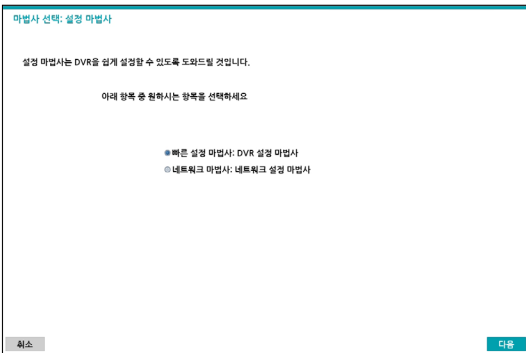 마법사 선택: 설정 마법사
설정 마법사는 DVR을 쉽게 설정할 수 있도록 도와드릴 것입니다.
아래 항목 중 원하시는 항목을 선택하세요
빠른 설정 마법사: DVR 설정 마법사
네트워크 마법사: 네트워크 설정 마법사
취소
다음